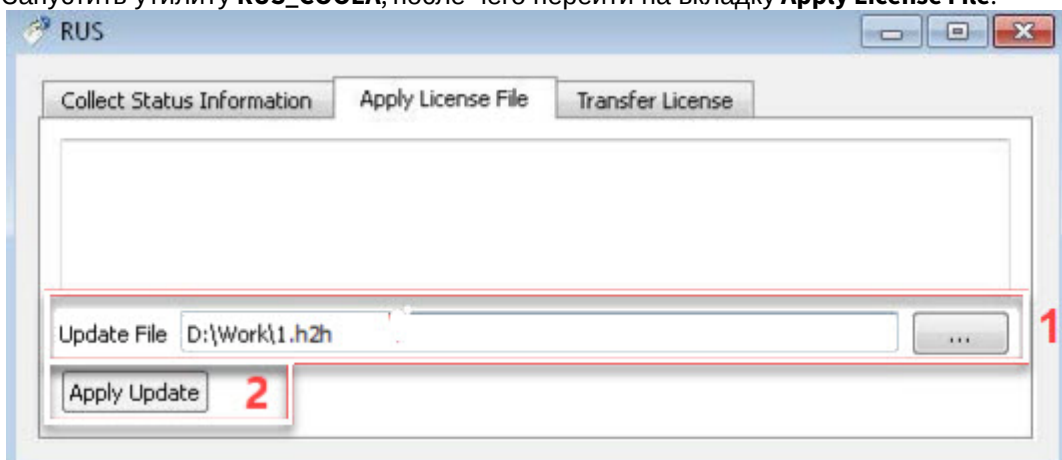 Запустить утилиту RUS_COULA, после чего перейти на вкладку Apply License File.
RUS
Collect Status Information Apply License File Transfer License
Update File D:\Work\1.h2h ... 1
Apply Update 2